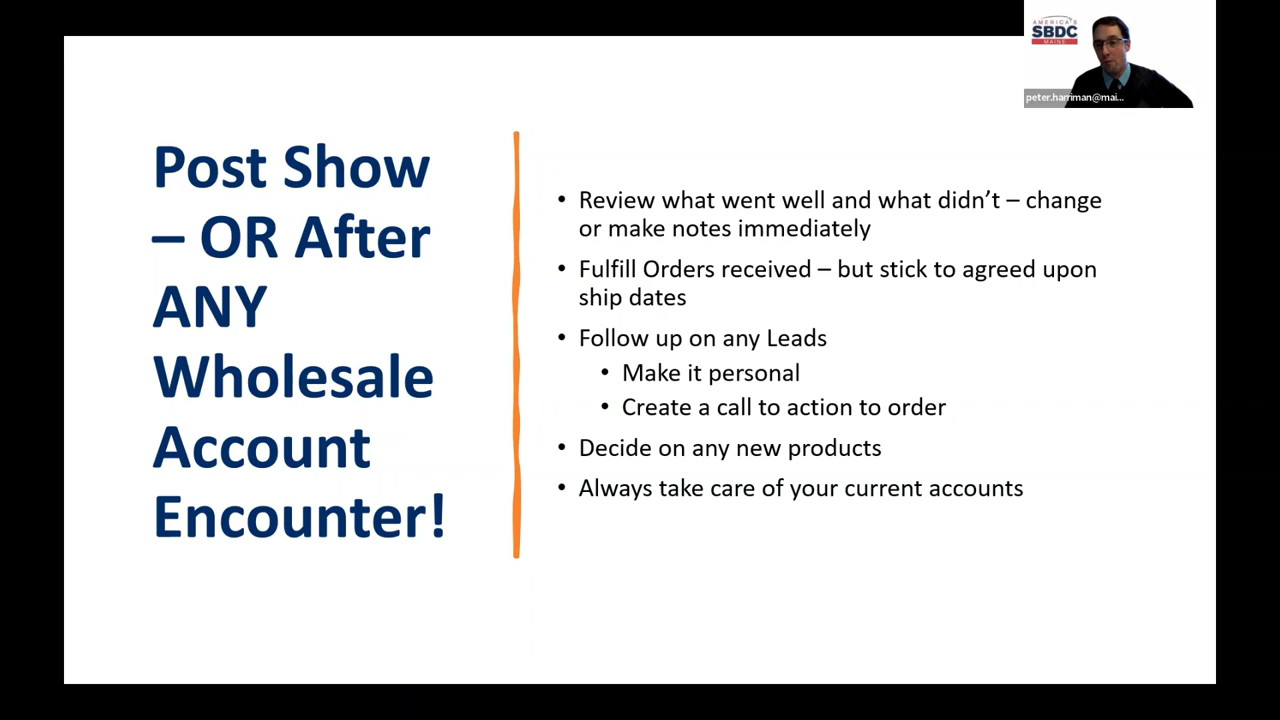 AMERICA'S
SBDC
MAINE
peter.harriman@mai...
Post Show
– OR After
ANY
Wholesale
Account
Encounter!
• Review what went well and what didn’t – change
or make notes immediately
• Fulfill Orders received – but stick to agreed upon
ship dates
• Follow up on any Leads
• Make it personal
• Create a call to action to order
• Decide on any new products
• Always take care of your current accounts